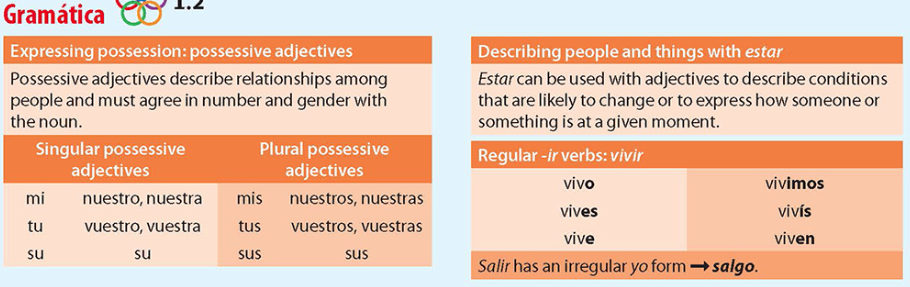 Gramática 1.2
Expressing possession: possessive adjectives
Possessive adjectives describe relationships among
people and must agree in number and gender with
the noun.
Singular possessive
adjectives
Plural possessive
adjectives
mi nuestro, nuestra mis nuestros, nuestras
tu vuestro, vuestra tus vuestros, vuestras
su su sus sus
Describing people and things with estar
Estar can be used with adjectives to describe conditions
that are likely to change or to express how someone or
something is at a given moment.
Regular -ir verbs: vivir
vivo vivimos
vives vivís
vive viven
Salir has an irregular yo form → salgo.